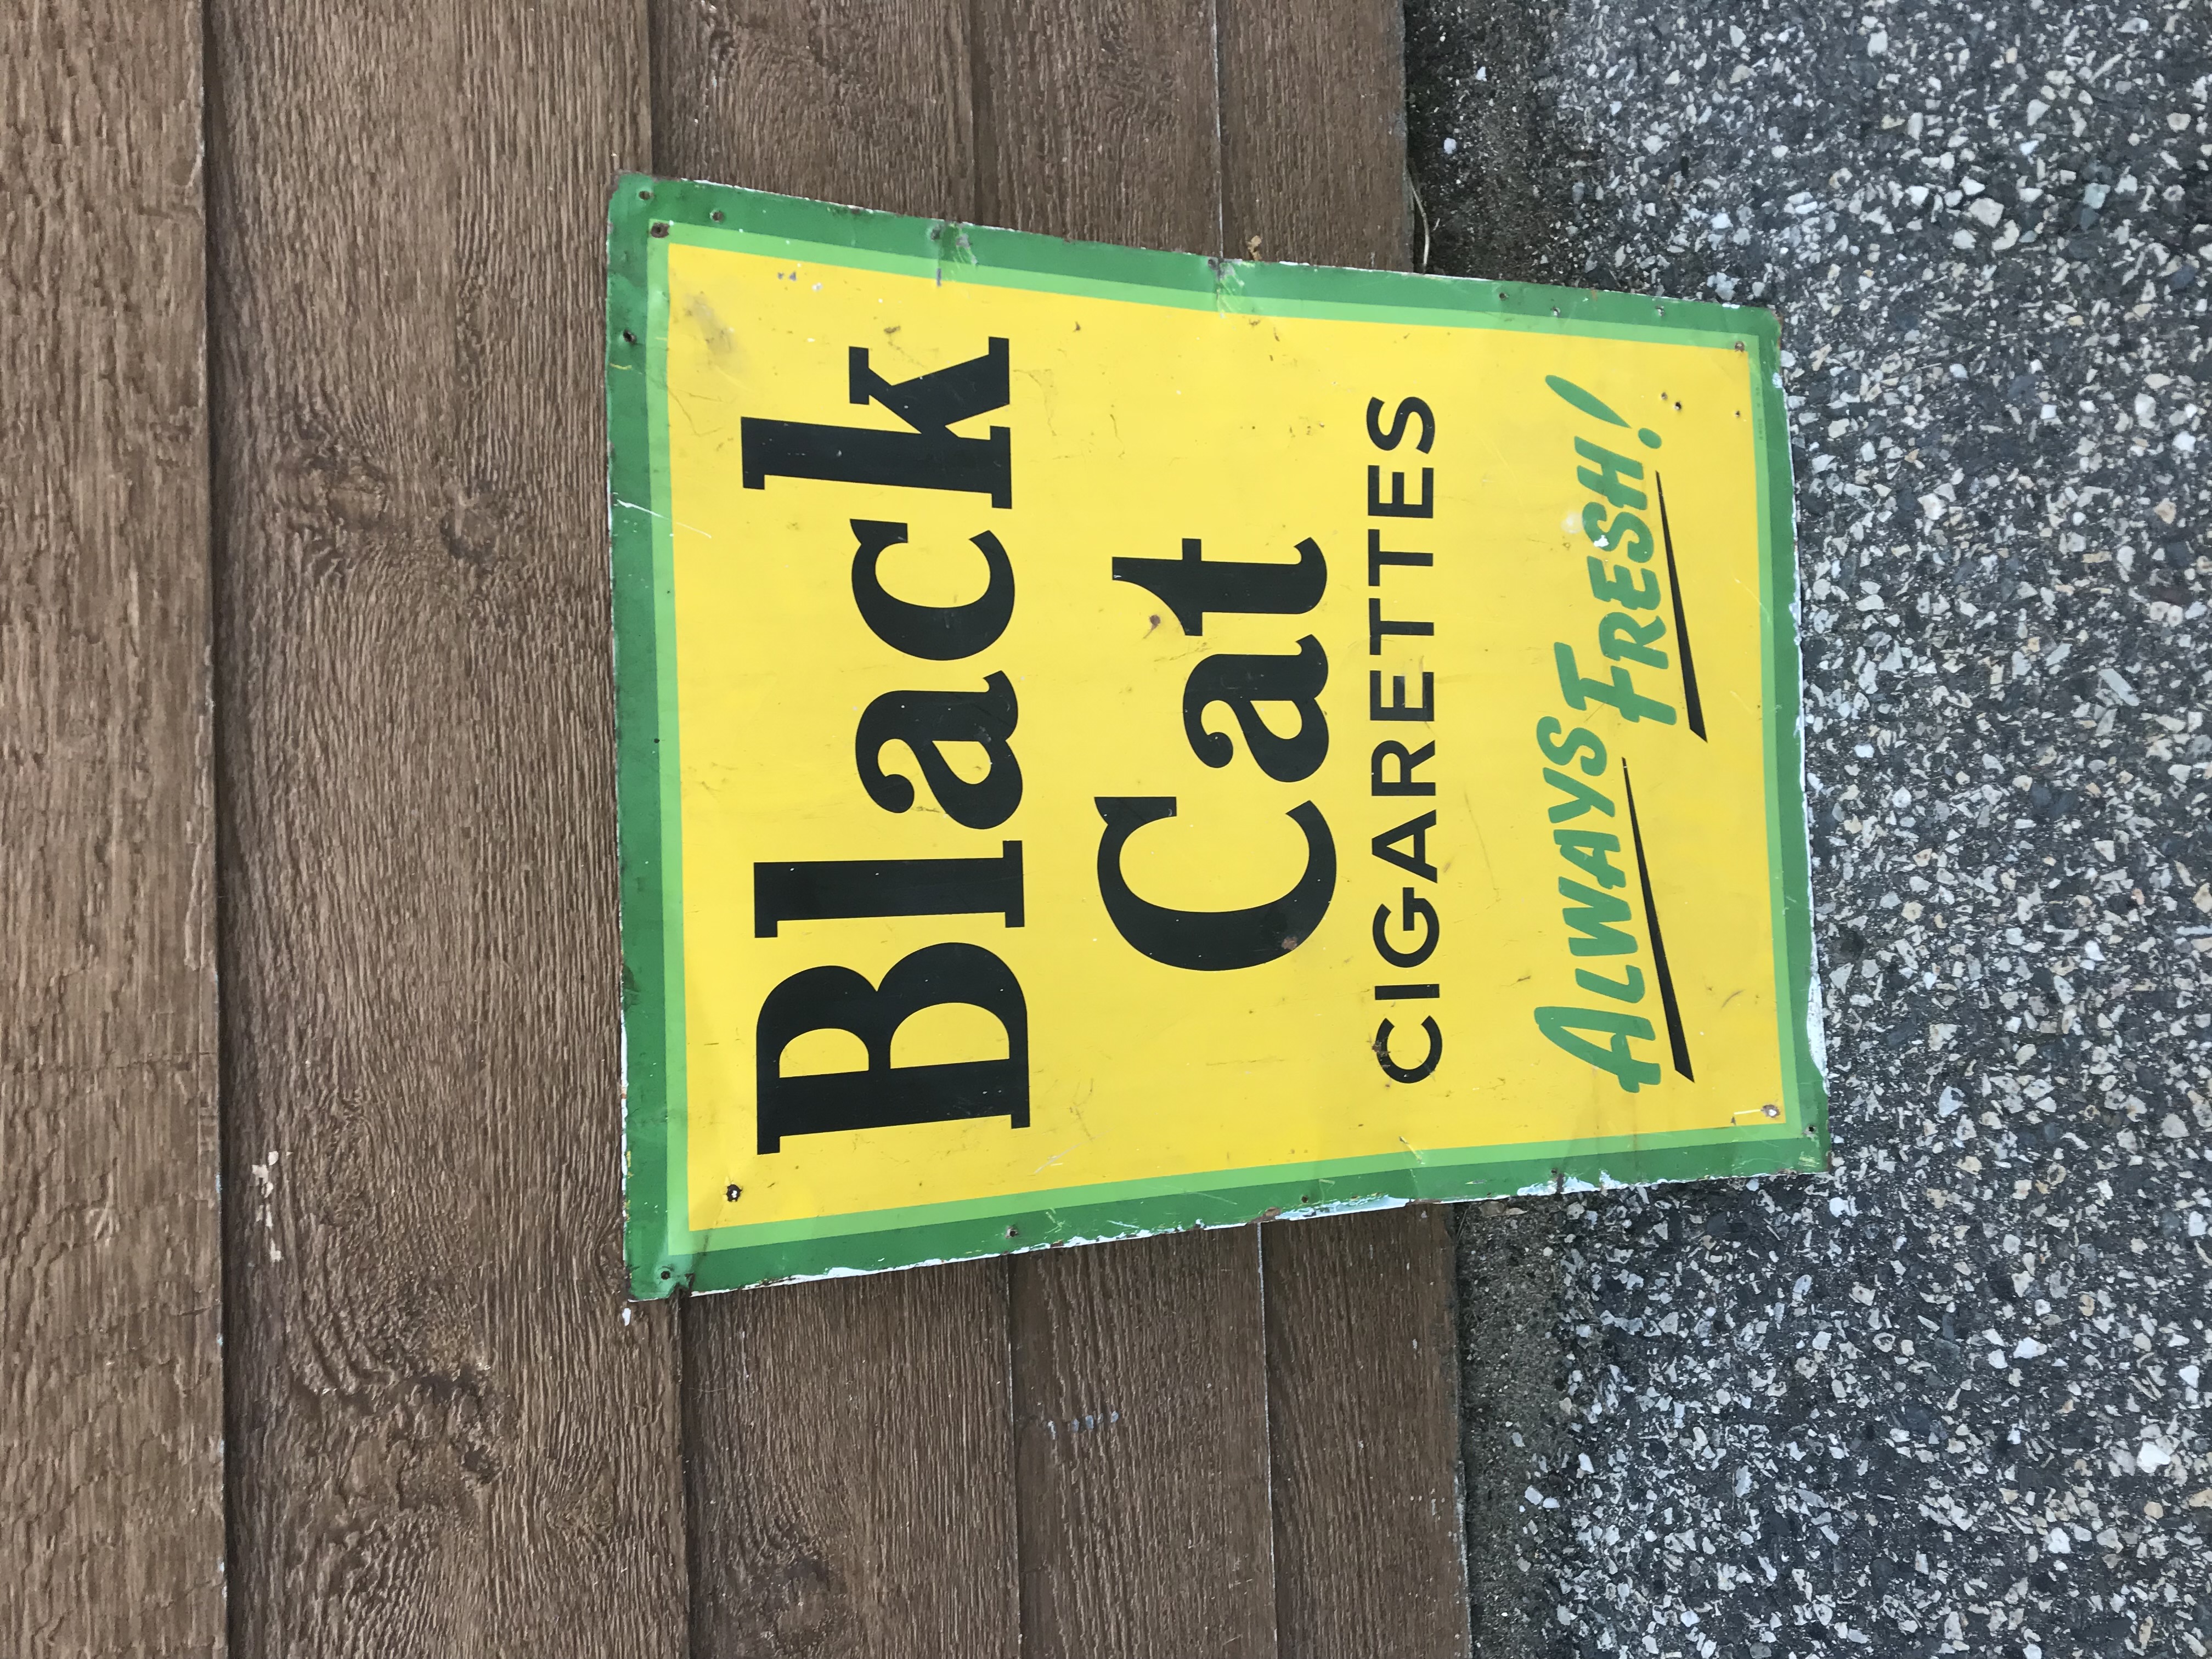 Black
Cat
CIGARETTES
ALWAYS FRESH!